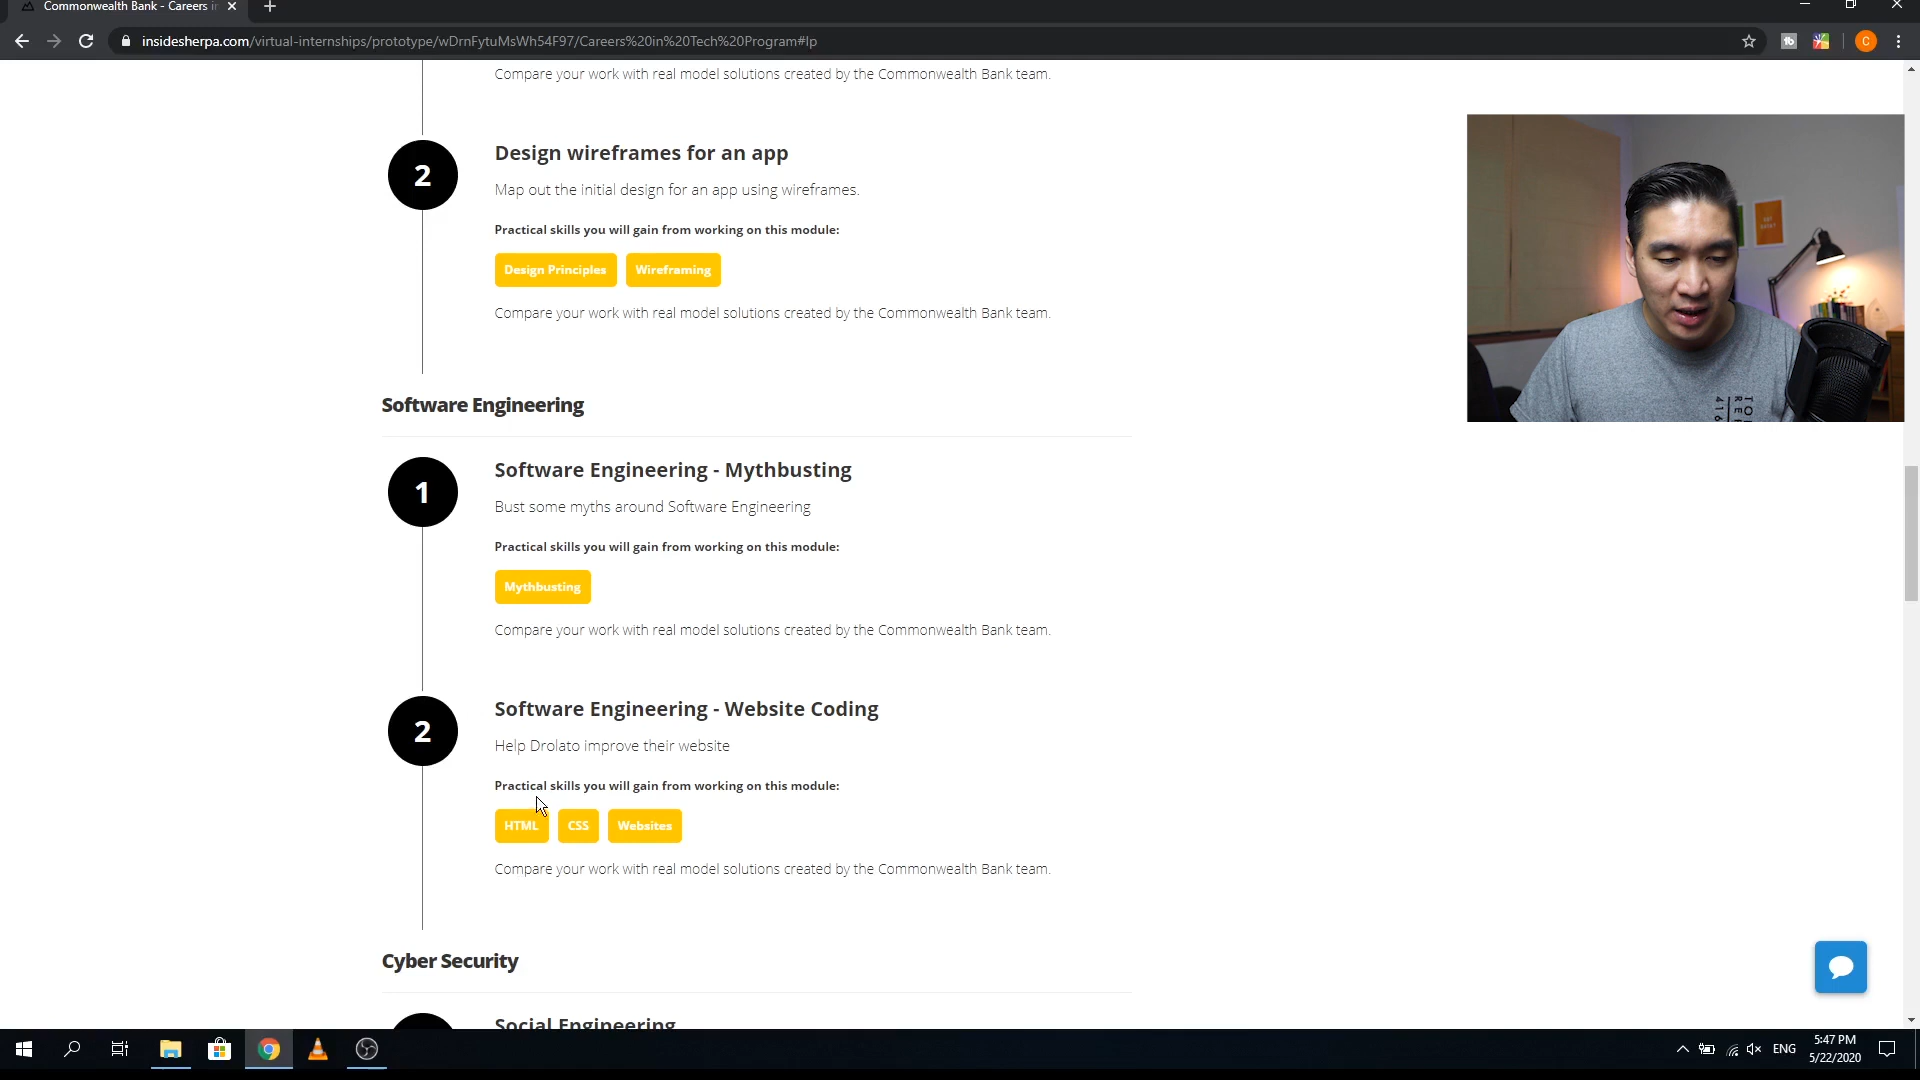 Commonwealth Bank - Careers in
insidesherpa.com/virtual-internships/prototype/wDrnFytuMsWh54F97/Careers%20in%20Tech%20Program#lp
C
Compare your work with real model solutions created by the Commonwealth Bank team.
2
Design wireframes for an app
Map out the initial design for an app using wireframes.
Practical skills you will gain from working on this module:
Design Principles Wireframing
Compare your work with real model solutions created by the Commonwealth Bank team.
Software Engineering
1
Software Engineering - Mythbusting
Bust some myths around Software Engineering
Practical skills you will gain from working on this module:
Mythbusting
Compare your work with real model solutions created by the Commonwealth Bank team.
2
Software Engineering - Website Coding
Help Drolato improve their website
Practical skills you will gain from working on this module:
HTML CSS Websites
Compare your work with real model solutions created by the Commonwealth Bank team.
Cyber Security
Social Engineering
ENG
5:47 PM
5/22/2020